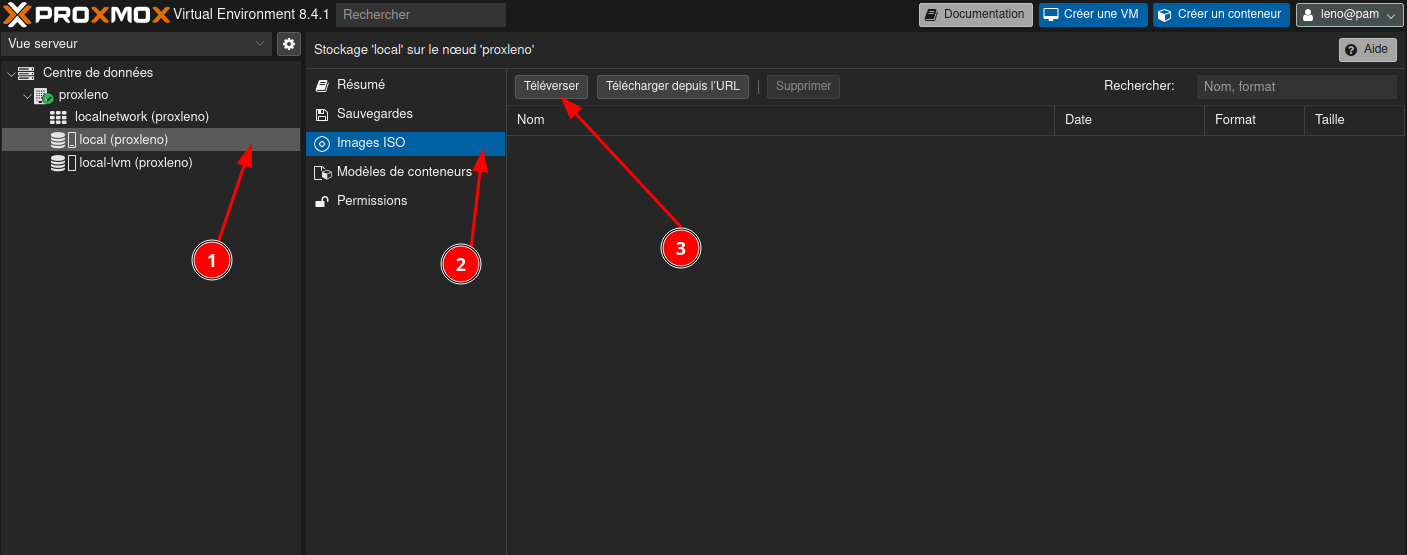 PROXMOX Virtual Environment 8.4.1 Rechercher Documentation Créer une VM Créer un conteneur leno@pam
Vue serveur
Stockage 'local' sur le nœud 'proxleno' Aide
Centre de données
proxleno
localnetwork (proxleno)
local (proxleno)
local-lvm (proxleno)
Résumé
Sauvegardes
Images ISO
Modèles de conteneurs
Permissions
Téléverser Télécharger depuis l'URL Supprimer Rechercher: Nom, format
Nom Date Format Taille
1
2
3